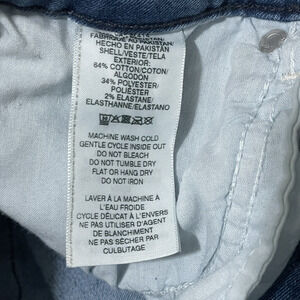 FABRIQUÉ AU PAKISTAN/
HECHO EN PAKISTÁN
SHELL/VESTE/TELA
EXTERIOR:
64% COTTON/COTON/
ALGODÓN
34% POLYESTER/
POLIÉSTER
2% ELASTANE/
ELASTHANNE/ELASTANO
MACHINE WASH COLD
GENTLE CYCLE INSIDE OUT
DO NOT BLEACH
DO NOT TUMBLE DRY
FLAT OR HANG DRY
DO NOT IRON
LAVER À LA MACHINE À
L'EAU FROIDE
CYCLE DÉLICAT À L'ENVERS
NE PAS UTILISER D'AGENT
DE BLANCHIMENT
NE PAS SÉCHER PAR
CULBUTAGE